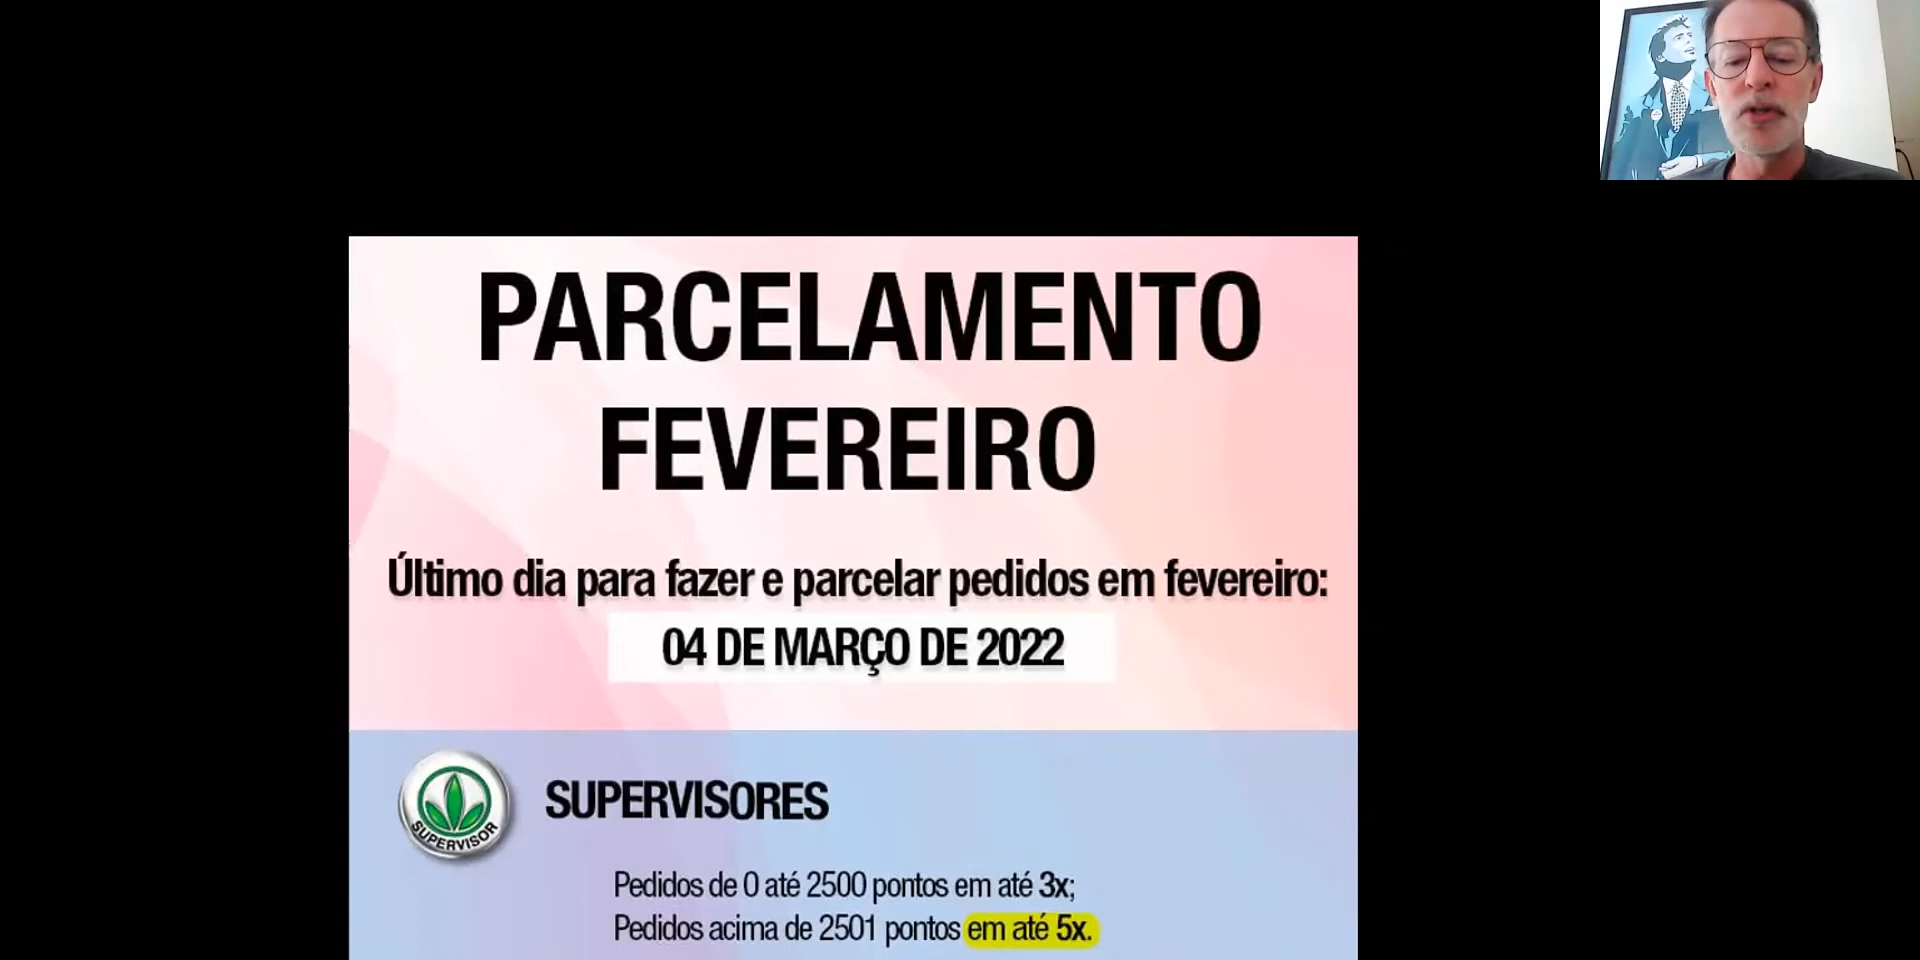 PARCELAMENTO
FEVEREIRO
Último dia para fazer e parcelar pedidos em fevereiro:
04 DE MARÇO DE 2022
SUPERVISOR
SUPERVISORES
Pedidos de 0 até 2500 pontos em até 3x;
Pedidos acima de 2501 pontos em até 5x.